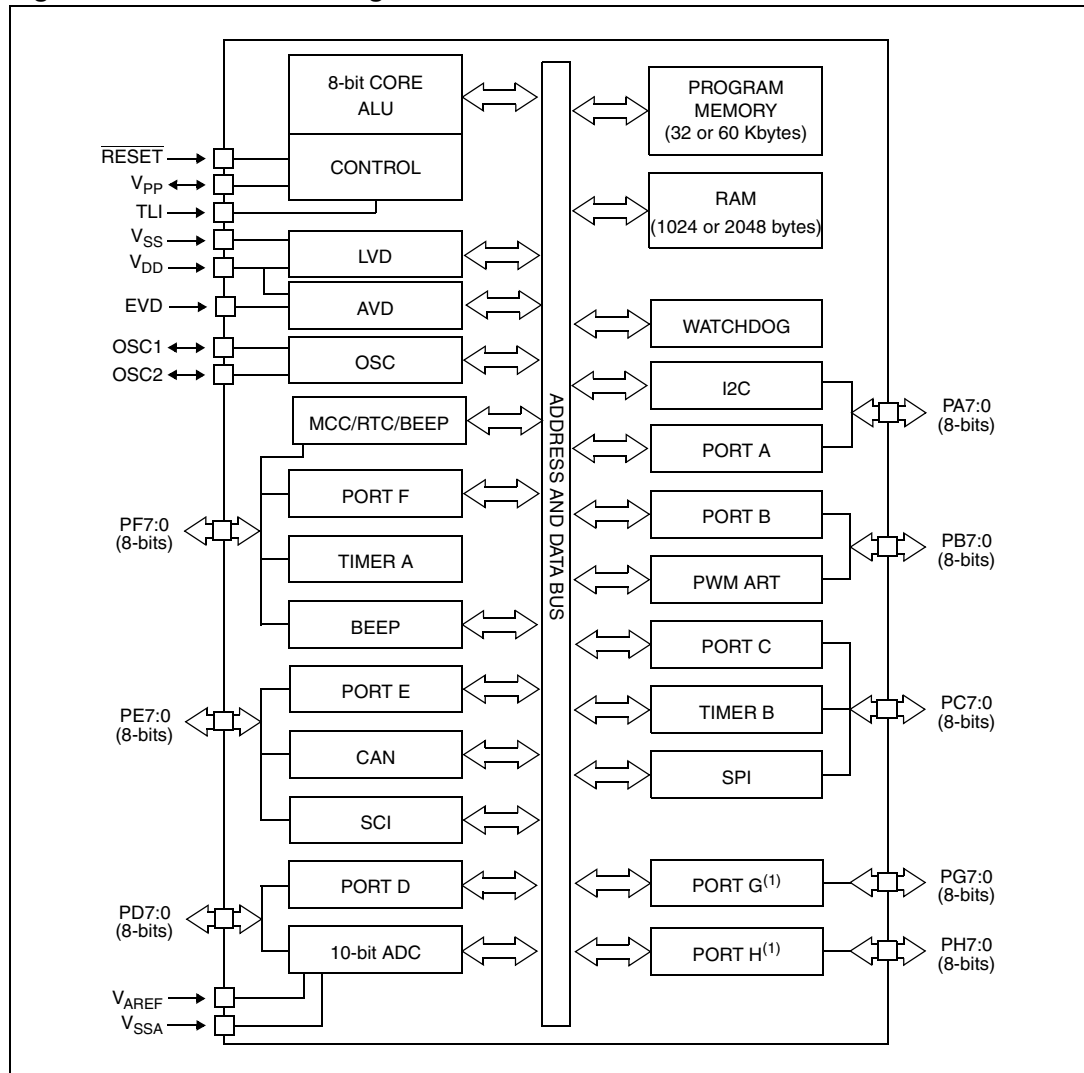 8-bit CORE
ALU
CONTROL
RESET
VPP
TLI
VSS
VDD
EVD
OSC1
OSC2
LVD
AVD
OSC
MCC/RTC/BEEP
PORT F
TIMER A
BEEP
PF7:0
(8-bits)
PORT E
CAN
SCI
PE7:0
(8-bits)
PORT D
10-bit ADC
PD7:0
(8-bits)
VAREF
VSSA
ADDRESS AND DATA BUS
PROGRAM
MEMORY
(32 or 60 Kbytes)
RAM
(1024 or 2048 bytes)
WATCHDOG
I2C
PORT A
PA7:0
(8-bits)
PORT B
PWM ART
PB7:0
(8-bits)
PORT C
TIMER B
SPI
PC7:0
(8-bits)
PORT G(1)
PG7:0
(8-bits)
PORT H(1)
PH7:0
(8-bits)